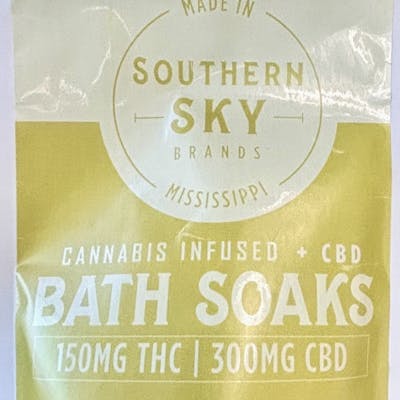 MADE IN
SOUTHERN
SKY
BRANDS
MISSISSIPPI
CANNABIS INFUSED + CBD
BATH SOAKS
150MG THC | 300MG CBD